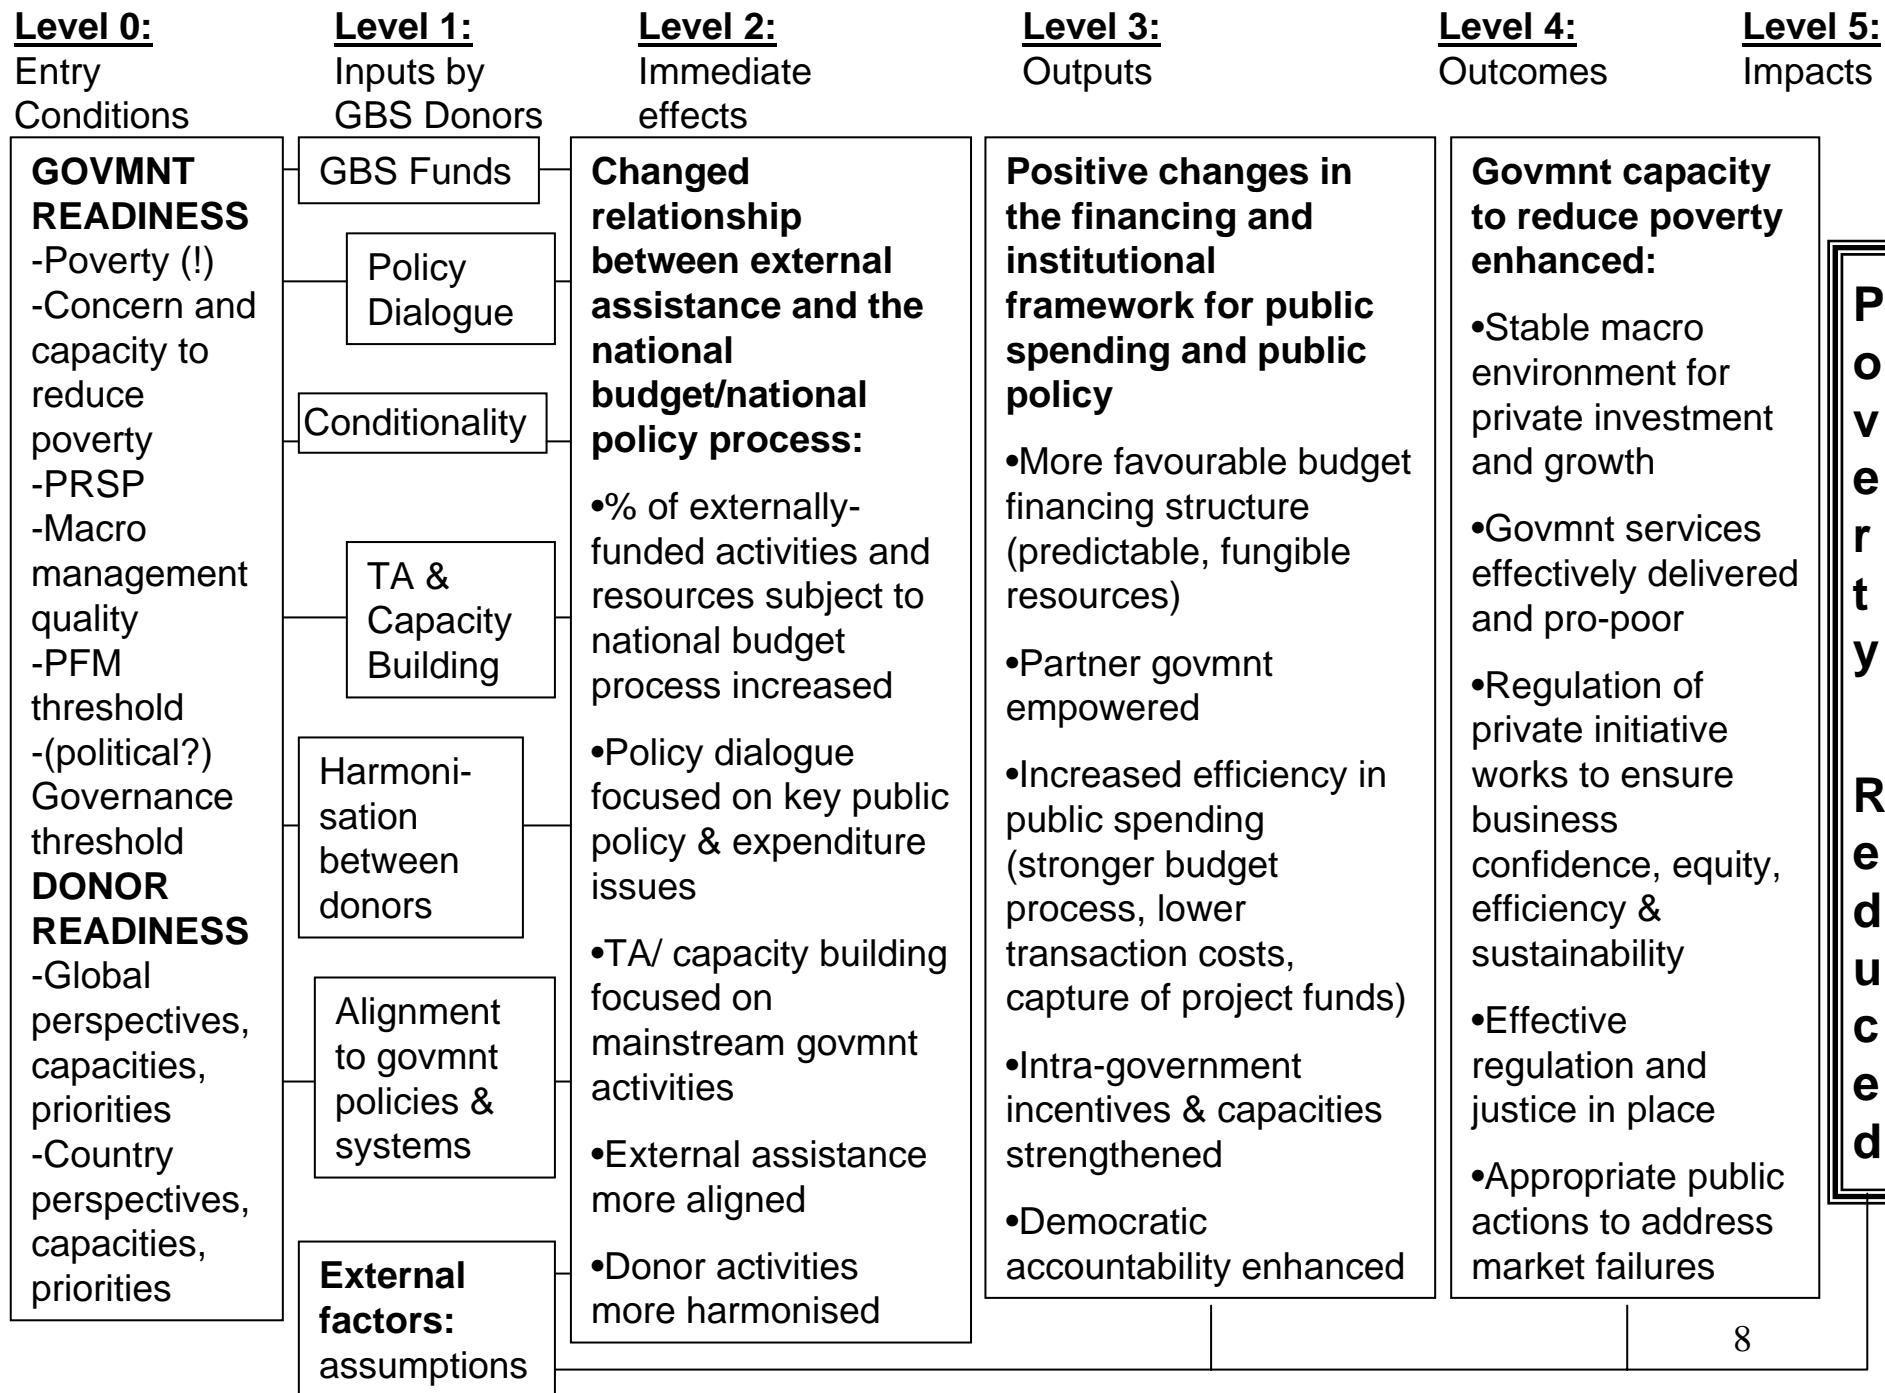 Level 0:
Entry
Conditions
Level 1:
Inputs by
GBS Donors
Level 2:
Immediate
effects
Level 3:
Outputs
Level 4:
Outcomes
Level 5:
Impacts
GOVMNT
READINESS
-Poverty (!)
-Concern and
capacity to
reduce
poverty
-PRSP
-Macro
management
quality
-PFM
threshold
-(political?)
Governance
threshold
DONOR
READINESS
-Global
perspectives,
capacities,
priorities
-Country
perspectives,
capacities,
priorities
GBS Funds
Policy
Dialogue
Conditionality
TA &
Capacity
Building
Harmoni-
sation
between
donors
Alignment
to govmnt
policies &
systems
External
factors:
assumptions
Changed
relationship
between external
assistance and the
national
budget/national
policy process:
•% of externally-
funded activities and
resources subject to
national budget
process increased
•Policy dialogue
focused on key public
policy & expenditure
issues
•TA/ capacity building
focused on
mainstream govmnt
activities
•External assistance
more aligned
•Donor activities
more harmonised
Positive changes in
the financing and
institutional
framework for public
spending and public
policy
•More favourable budget
financing structure
(predictable, fungible
resources)
•Partner govmnt
empowered
•Increased efficiency in
public spending
(stronger budget
process, lower
transaction costs,
capture of project funds)
•Intra-government
incentives & capacities
strengthened
•Democratic
accountability enhanced
Govmnt capacity
to reduce poverty
enhanced:
•Stable macro
environment for
private investment
and growth
•Govmnt services
effectively delivered
and pro-poor
•Regulation of
private initiative
works to ensure
business
confidence, equity,
efficiency &
sustainability
•Effective
regulation and
justice in place
•Appropriate public
actions to address
market failures
P
o
v
e
r
t
y
R
e
d
u
c
e
d
8